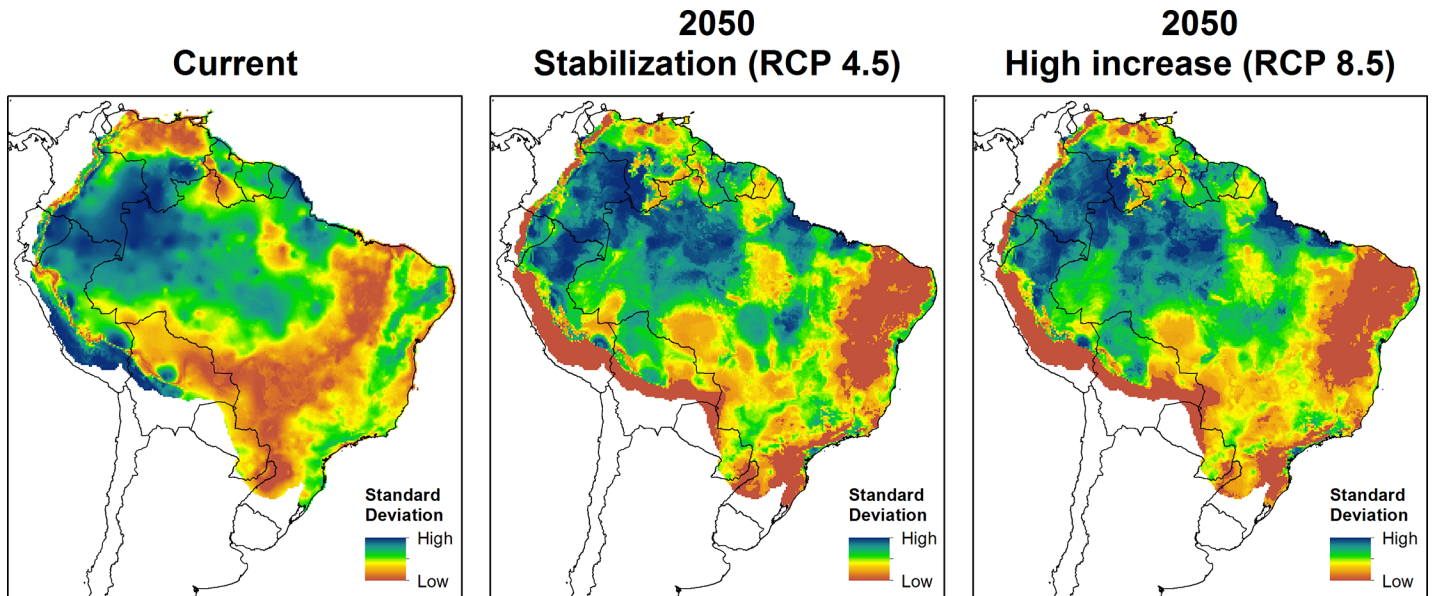 Current
Standard
Deviation
High
Low
2050
Stabilization (RCP 4.5)
Standard
Deviation
High
Low
2050
High increase (RCP 8.5)
Standard
Deviation
High
Low